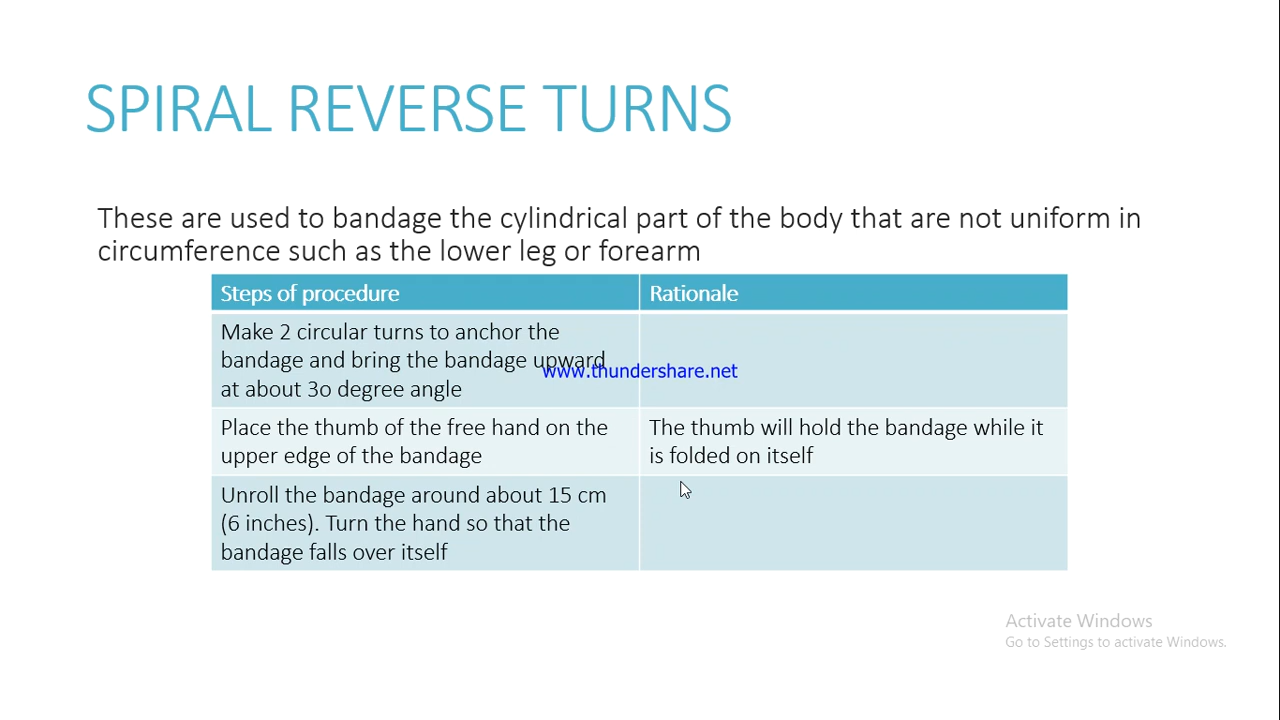 SPIRAL REVERSE TURNS
These are used to bandage the cylindrical part of the body that are not uniform in
circumference such as the lower leg or forearm
Steps of procedure
Rationale
Make 2 circular turns to anchor the
bandage and bring the bandage upward
at about 3o degree angle
www.thundershare.net
Place the thumb of the free hand on the
upper edge of the bandage
The thumb will hold the bandage while it
is folded on itself
Unroll the bandage around about 15 cm
(6 inches). Turn the hand so that the
bandage falls over itself
Activate Windows
Go to Settings to activate Windows.